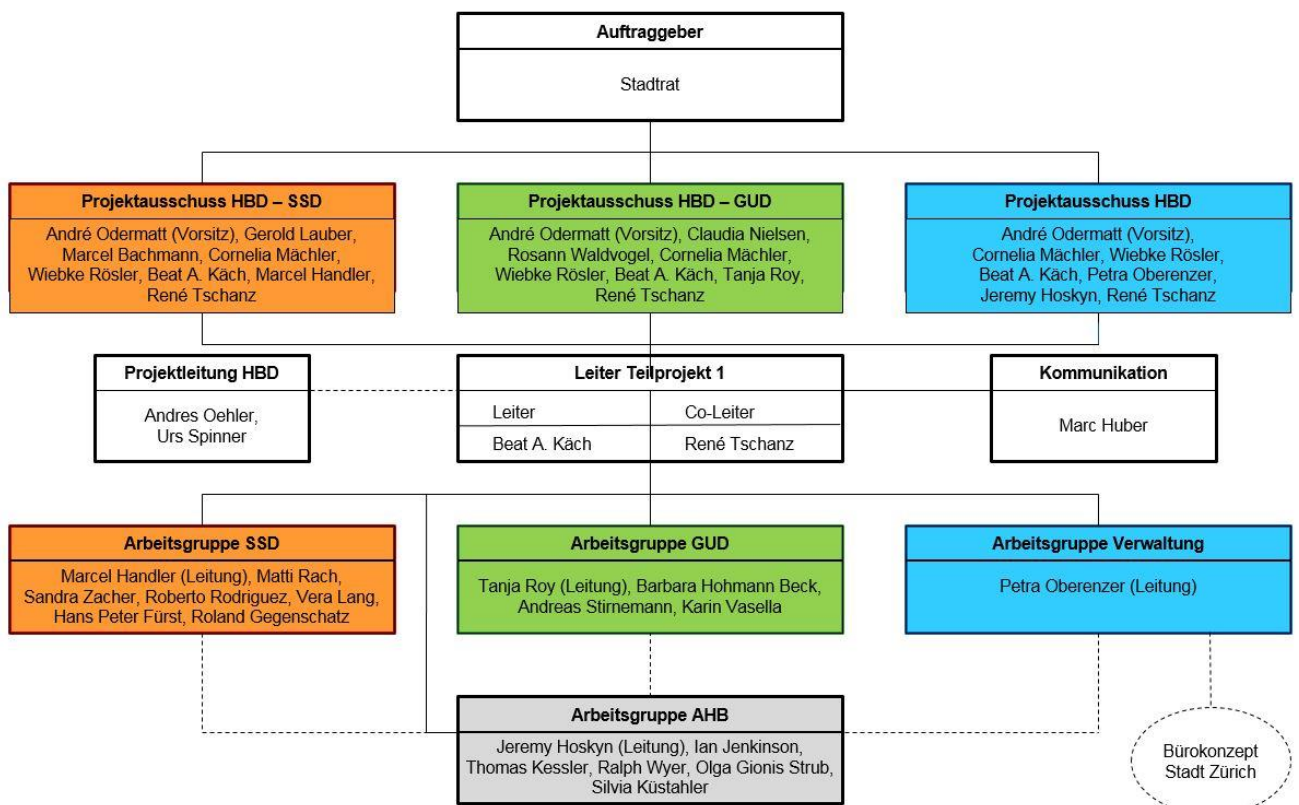 Auftraggeber
Stadtrat
Projektausschuss HBD – SSD
André Odermatt (Vorsitz), Gerold Lauber,
Marcel Bachmann, Cornelia Mächler,
Wiebke Rösler, Beat A. Käch, Marcel Handler,
René Tschanz
Projektausschuss HBD – GUD
André Odermatt (Vorsitz), Claudia Nielsen,
Rosann Waldvogel, Cornelia Mächler,
Wiebke Rösler, Beat A. Käch, Tanja Roy,
René Tschanz
Projektausschuss HBD
André Odermatt (Vorsitz),
Cornelia Mächler, Wiebke Rösler,
Beat A. Käch, Petra Oberenzer,
Jeremy Hoskyn, René Tschanz
Projektleitung HBD
Andres Oehler,
Urs Spinner
Leiter Teilprojekt 1
Leiter
Co-Leiter
Beat A. Käch
René Tschanz
Kommunikation
Marc Huber
Arbeitsgruppe SSD
Marcel Handler (Leitung), Matti Rach,
Sandra Zacher, Roberto Rodriguez, Vera Lang,
Hans Peter Fürst, Roland Gegenschatz
Arbeitsgruppe GUD
Tanja Roy (Leitung), Barbara Hohmann Beck,
Andreas Stirnemann, Karin Vasella
Arbeitsgruppe Verwaltung
Petra Oberenzer (Leitung)
Arbeitsgruppe AHB
Jeremy Hoskyn (Leitung), Ian Jenkinson,
Thomas Kessler, Ralph Wyer, Olga Gionis Strub,
Silvia Küstahler
Bürokonzept
Stadt Zürich